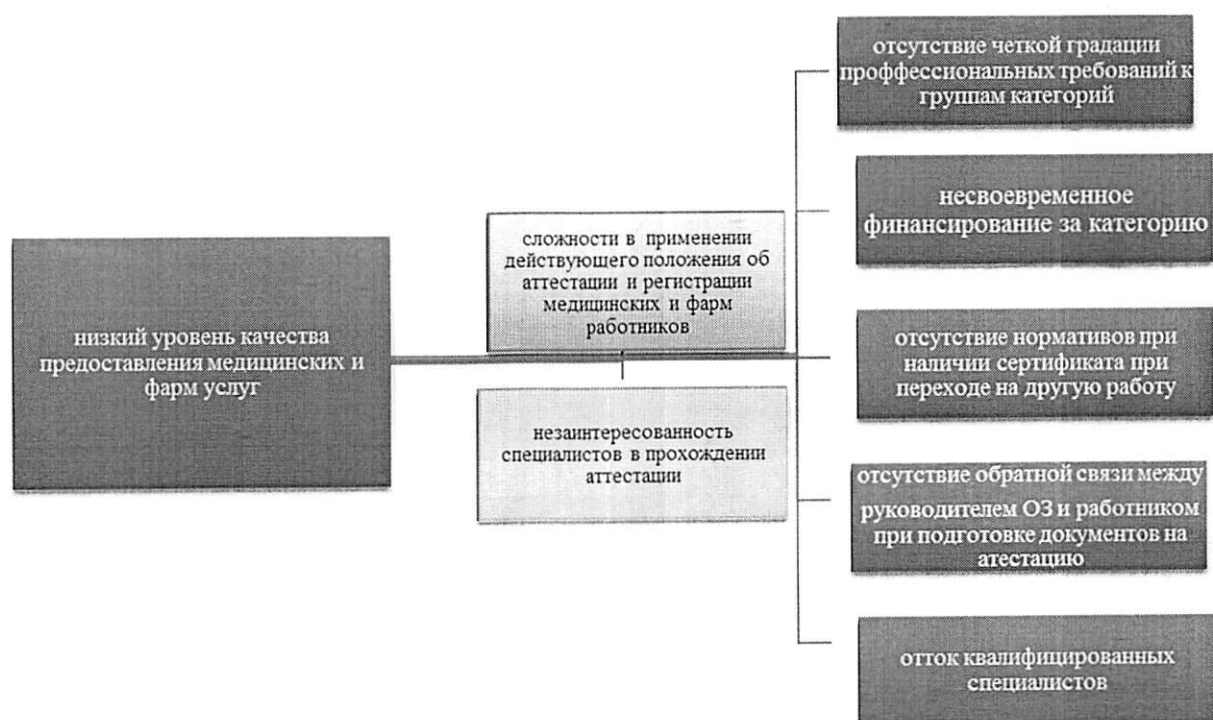 низкий уровень качества
предоставления медицинских и
фарм услуг
сложности в применении
действующего положения об
аттестации и регистрации
медицинских и фарм
работников
незаинтересованность
специалистов в прохождении
аттестации
отсутствие четкой градации
проффессиональных требований к
группам категорий
несвоевременное
финансирование за категорию
отсутствие нормативов при
наличии сертификата при
переходе на другую работу
отсутствие обратной связи между
руководителем ОЗ и работником
при подготовке документов на
атестацию
отток квалифицированных
специалистов